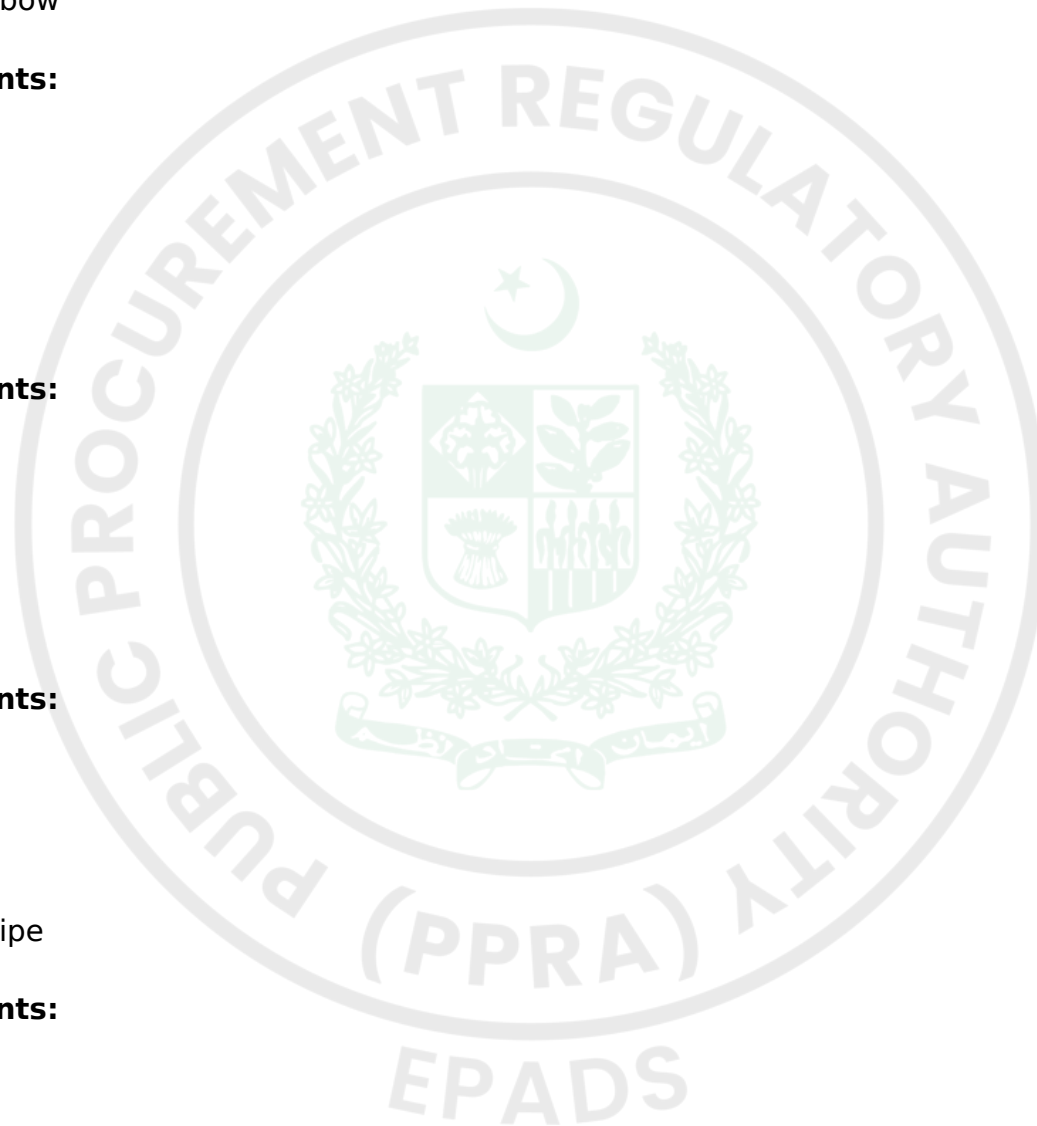 bow
nts:
nts:
nts:
ipe
nts:
PUBLIC PROCUREMENT REGULATORY AUTHORITY
(PPRA)
EPADS